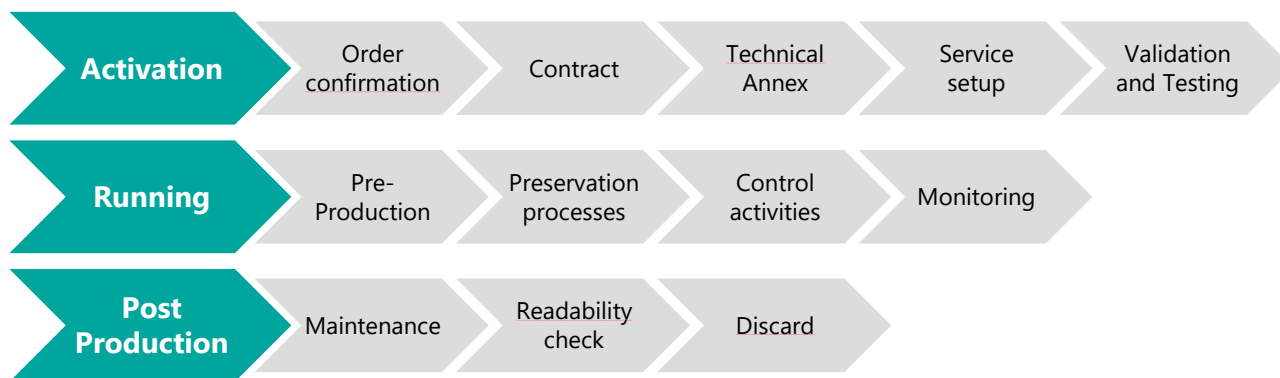 Activation
Order
confirmation
Contract
Technical
Annex
Service
setup
Validation
and Testing
Running
Pre-
Production
Preservation
processes
Control
activities
Monitoring
Post
Production
Maintenance
Readability
check
Discard